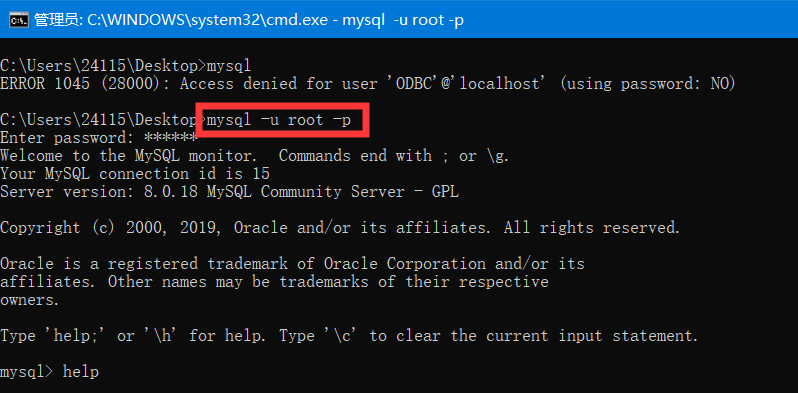 管理员: C:\WINDOWS\system32\cmd.exe - mysql  -u root -p
C:\Users\24115\Desktop>mysql
ERROR 1045 (28000): Access denied for user 'ODBC'@'localhost' (using password: NO)
C:\Users\24115\Desktop>mysql -u root -p
Enter password: ******
Welcome to the MySQL monitor.  Commands end with ; or \g.
Your MySQL connection id is 15
Server version: 8.0.18 MySQL Community Server - GPL
Copyright (c) 2000, 2019, Oracle and/or its affiliates. All rights reserved.
Oracle is a registered trademark of Oracle Corporation and/or its
affiliates. Other names may be trademarks of their respective
owners.
Type 'help;' or '\h' for help. Type '\c' to clear the current input statement.
mysql> help